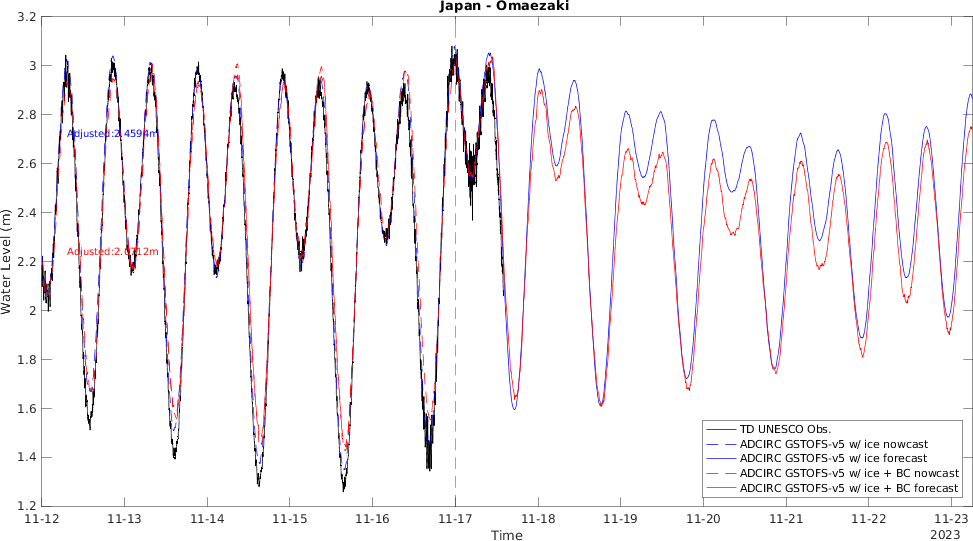 Japan - Omaezaki
3.2
3
2.8
2.6
2.4
2.2
2
1.8
1.6
1.4
1.2
Water Level (m)
Adjusted:2.4594m
TD UNESCO Obs.
ADCIRC GSTOFS-v5 w/ ice nowcast
ADCIRC GSTOFS-v5 w/ ice forecast
ADCIRC GSTOFS-v5 w/ ice + BC nowcast
ADCIRC GSTOFS-v5 w/ ice + BC forecast
11-12 11-13 11-14 11-15 11-16 11-17 11-18 11-19 11-20 11-21 11-22 11-23
Time
2023